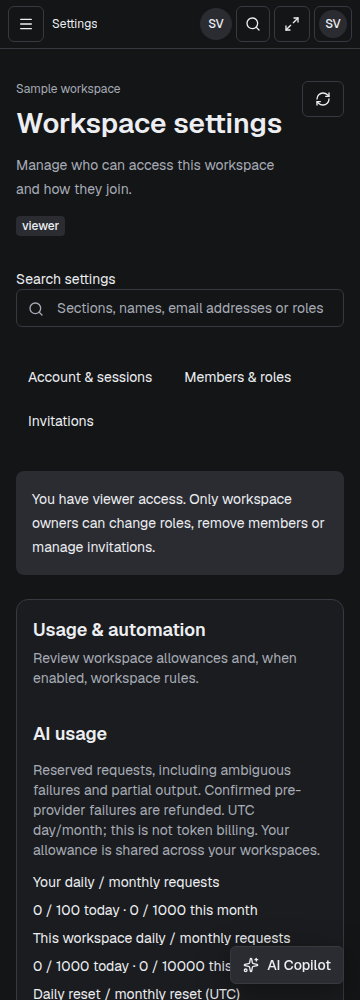 Settings
SV
SV
Sample workspace
Workspace settings
Manage who can access this workspace
and how they join.
viewer
Search settings
Sections, names, email addresses or roles
Account & sessions
Members & roles
Invitations
You have viewer access. Only workspace
owners can change roles, remove members or
manage invitations.
Usage & automation
Review workspace allowances and, when
enabled, workspace rules.
AI usage
Reserved requests, including ambiguous
failures and partial output. Confirmed pre-
provider failures are refunded. UTC
day/month; this is not token billing. Your
allowance is shared across your workspaces.
Your daily / monthly requests
0 / 100 today · 0 / 1000 this month
This workspace daily / monthly requests
0 / 1000 today · 0 / 10000 this
AI Copilot
Daily reset / monthly reset (UTC)